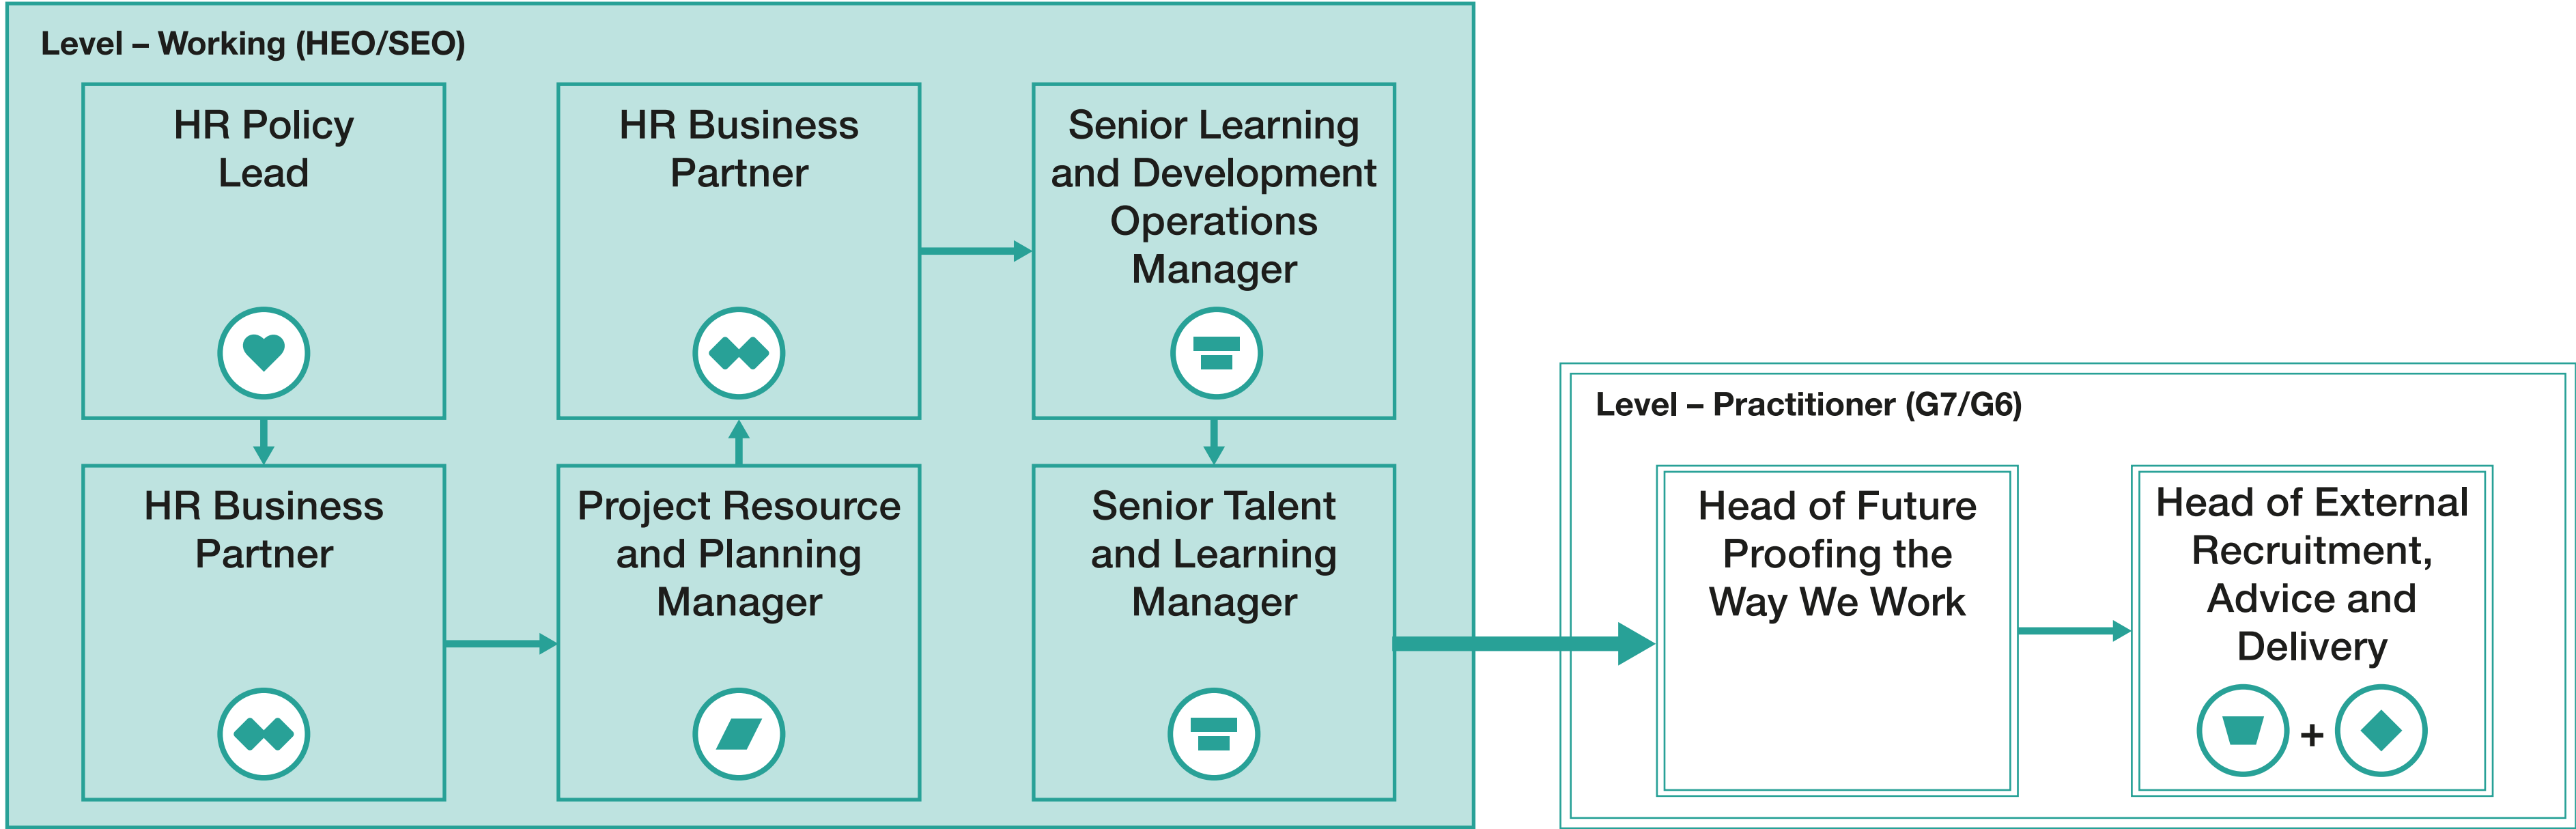 Level – Working (HEO/SEO)
HR Policy
Lead
HR Business
Partner
Project Resource
and Planning
Manager
HR Business
Partner
Senior Learning
and Development
Operations
Manager
Senior Talent
and Learning
Manager
Level – Practitioner (G7/G6)
Head of Future
Proofing the
Way We Work
Head of External
Recruitment,
Advice and
Delivery
+